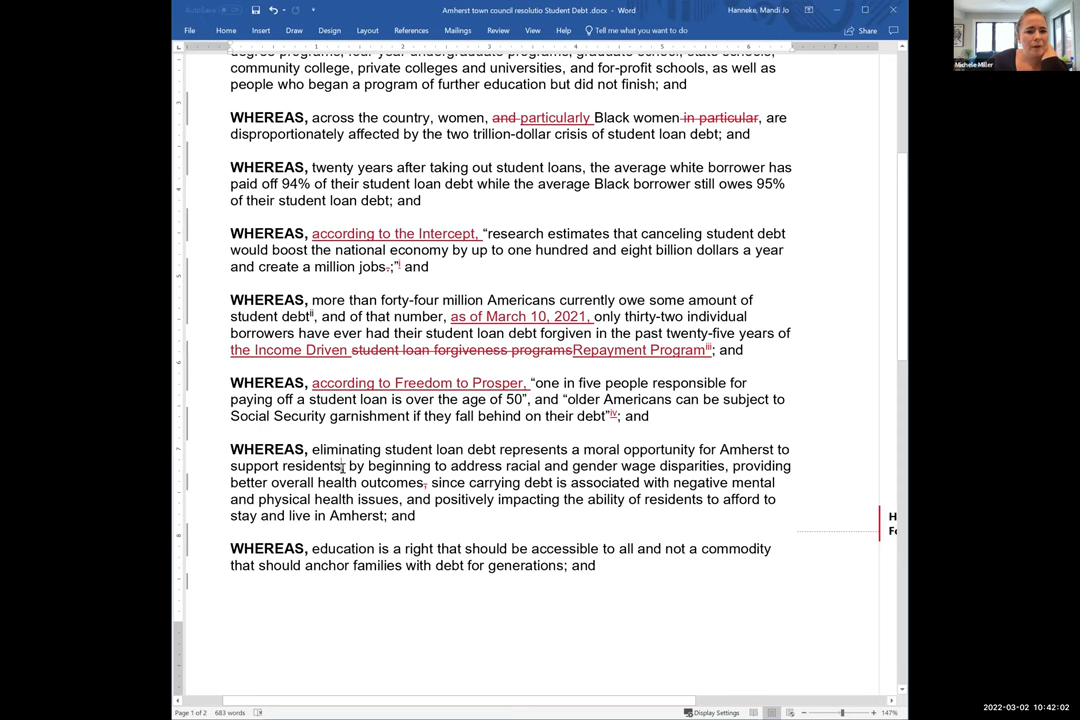 AutoSave
Amherst town council resolutio Student Debt .docx - Word
Hanneke, Mandi Jo
File Home Insert Draw Design Layout References Mailings Review View Help Tell me what you want to do
Share
1 2 3 4 5 6 7
community college, private colleges and universities, and for-profit schools, as well as
people who began a program of further education but did not finish; and
WHEREAS, across the country, women, and particularly Black women in particular, are
disproportionately affected by the two trillion-dollar crisis of student loan debt; and
WHEREAS, twenty years after taking out student loans, the average white borrower has
paid off 94% of their student loan debt while the average Black borrower still owes 95%
of their student loan debt; and
WHEREAS, according to the Intercept, “research estimates that canceling student debt
would boost the national economy by up to one hundred and eight billion dollars a year
and create a million jobs.;”i and
WHEREAS, more than forty-four million Americans currently owe some amount of
student debtii, and of that number, as of March 10, 2021, only thirty-two individual
borrowers have ever had their student loan debt forgiven in the past twenty-five years of
the Income Driven student loan forgiveness programsRepayment Programiii; and
WHEREAS, according to Freedom to Prosper, “one in five people responsible for
paying off a student loan is over the age of 50”, and “older Americans can be subject to
Social Security garnishment if they fall behind on their debt”iv; and
WHEREAS, eliminating student loan debt represents a moral opportunity for Amherst to
support residents by beginning to address racial and gender wage disparities, providing
better overall health outcomes, since carrying debt is associated with negative mental
and physical health issues, and positively impacting the ability of residents to afford to
stay and live in Amherst; and
WHEREAS, education is a right that should be accessible to all and not a commodity
that should anchor families with debt for generations; and
Page 1 of 2 683 words
Display Settings
147%
Michele Miller
2022-03-02 10:42:02